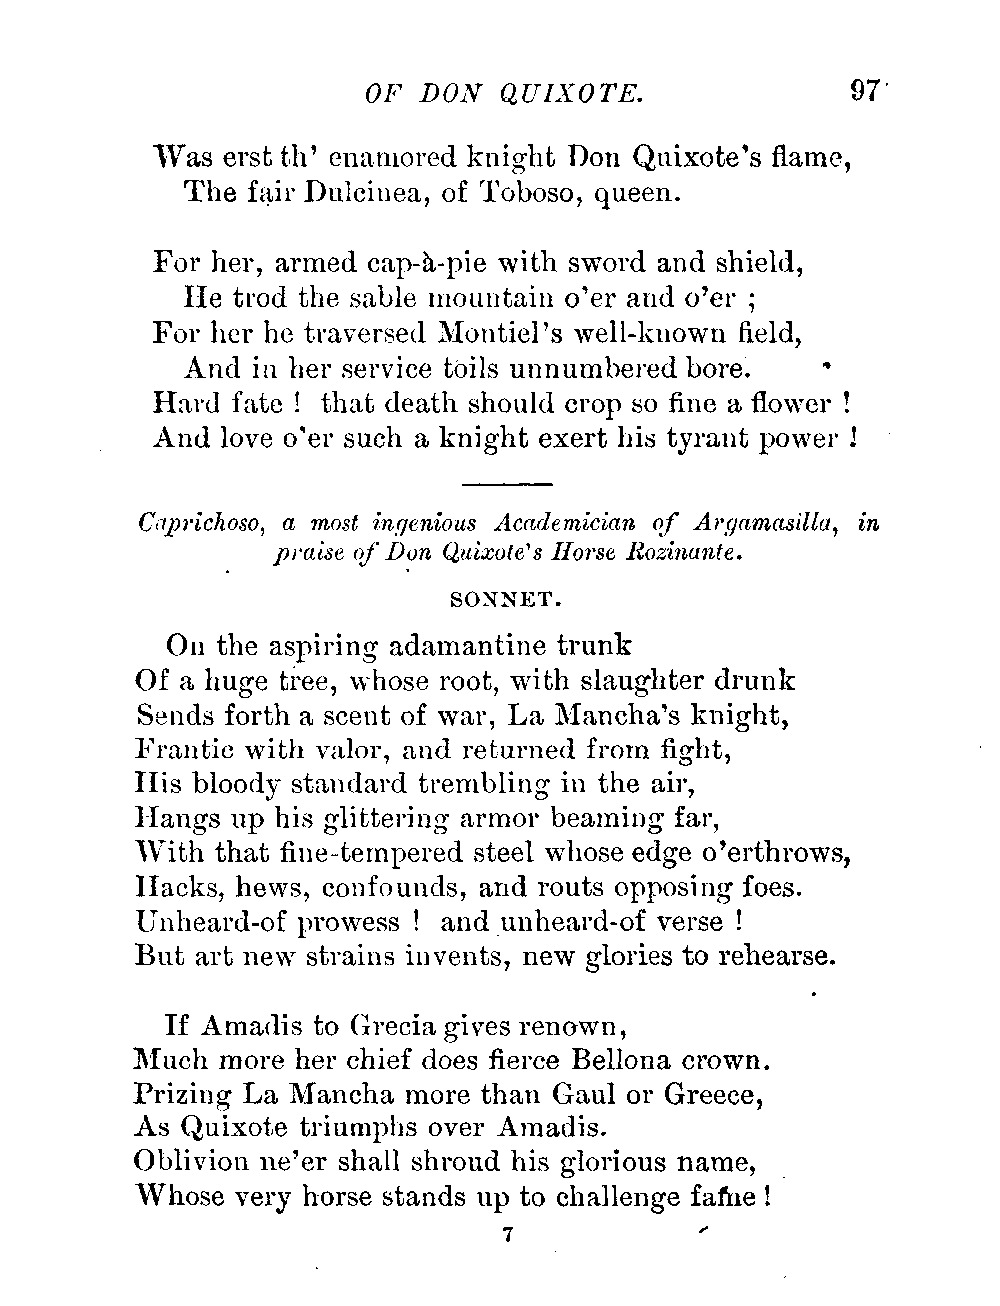 OF DON QUIXOTE. 97
Was erst th' enamored knight Don Quixote's flame,
The fair Dulcinea, of Toboso, queen.
For her, armed cap-à-pie with sword and shield,
He trod the sable mountain o'er and o'er ;
For her he traversed Montiel's well-known field,
And in her service toils unnumbered bore.
Hard fate ! that death should crop so fine a flower !
And love o'er such a knight exert his tyrant power !
Caprichoso, a most ingenious Academician of Argamasilla, in
praise of Don Quixote's Horse Rozinante.
SONNET.
On the aspiring adamantine trunk
Of a huge tree, whose root, with slaughter drunk
Sends forth a scent of war, La Mancha's knight,
Frantic with valor, and returned from fight,
His bloody standard trembling in the air,
Hangs up his glittering armor beaming far,
With that fine-tempered steel whose edge o'erthrows,
Hacks, hews, confounds, and routs opposing foes.
Unheard-of prowess ! and unheard-of verse !
But art new strains invents, new glories to rehearse.
If Amadis to Grecia gives renown,
Much more her chief does fierce Bellona crown.
Prizing La Mancha more than Gaul or Greece,
As Quixote triumphs over Amadis.
Oblivion ne'er shall shroud his glorious name,
Whose very horse stands up to challenge fame !
7